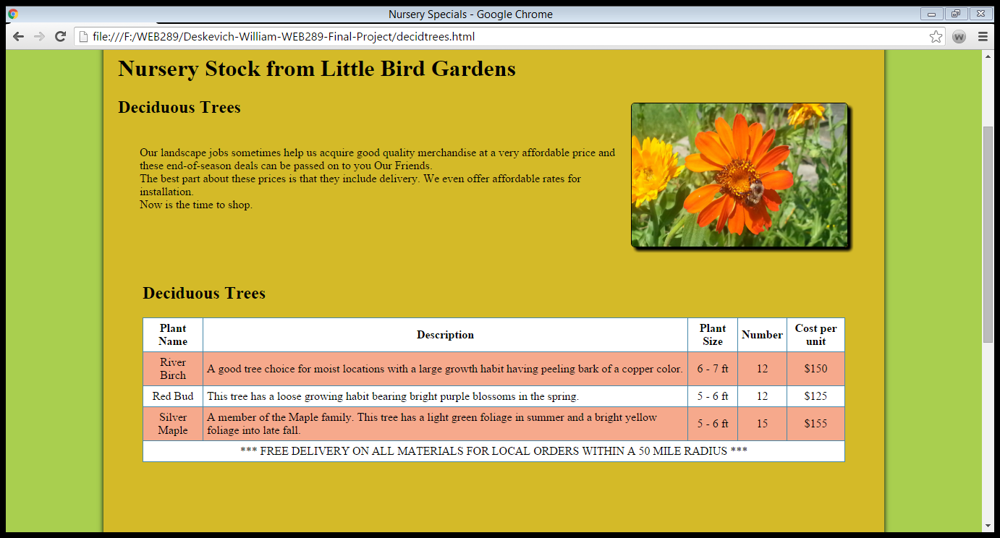 Nursery Specials - Google Chrome
file:///F:/WEB289/Deskevich-William-WEB289-Final-Project/decidtrees.html
W
Nursery Stock from Little Bird Gardens
Deciduous Trees
Our landscape jobs sometimes help us acquire good quality merchandise at a very affordable price and
these end-of-season deals can be passed on to you Our Friends.
The best part about these prices is that they include delivery. We even offer affordable rates for
installation.
Now is the time to shop.
Deciduous Trees
Plant Name Description Plant Size Number Cost per unit
River Birch A good tree choice for moist locations with a large growth habit having peeling bark of a copper color. 6 - 7 ft 12 $150
Red Bud This tree has a loose growing habit bearing bright purple blossoms in the spring. 5 - 6 ft 12 $125
Silver Maple A member of the Maple family. This tree has a light green foliage in summer and a bright yellow foliage into late fall. 5 - 6 ft 15 $155
*** FREE DELIVERY ON ALL MATERIALS FOR LOCAL ORDERS WITHIN A 50 MILE RADIUS ***